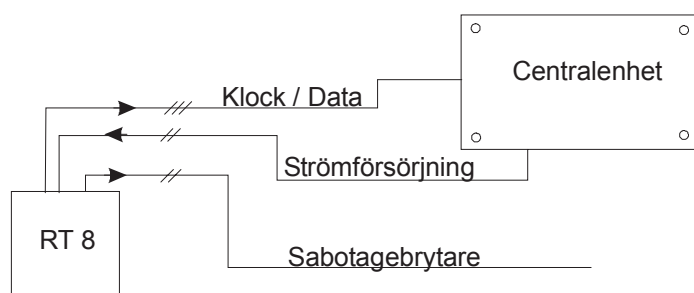 Centralenhet
Klock / Data
Strömförsörjning
RT 8
Sabotagebrytare